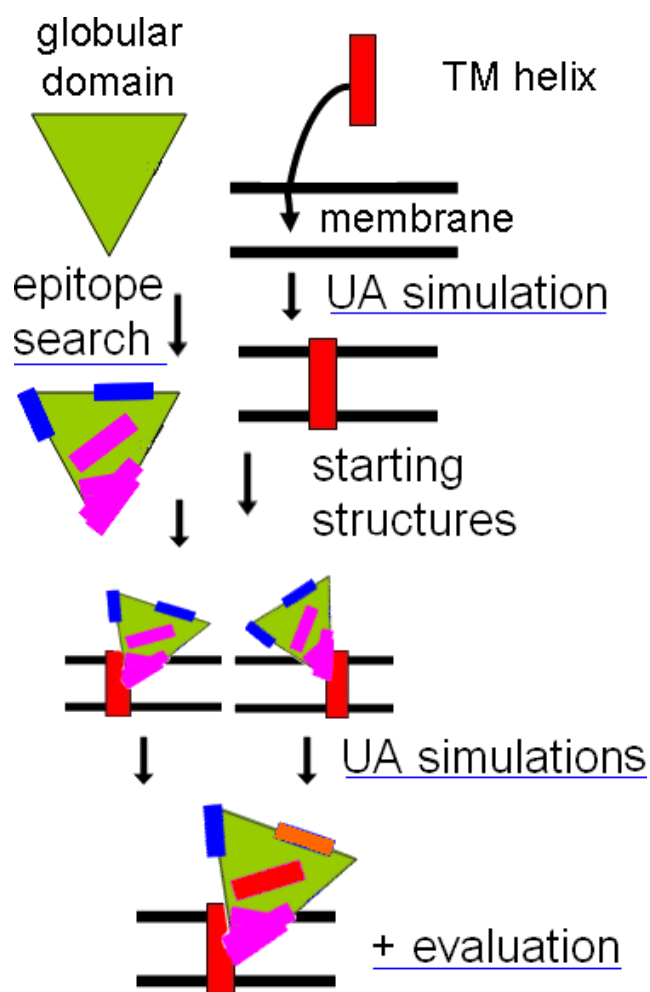 globular
domain
TM helix
membrane
epitope
search
UA simulation
starting
structures
UA simulations
+ evaluation